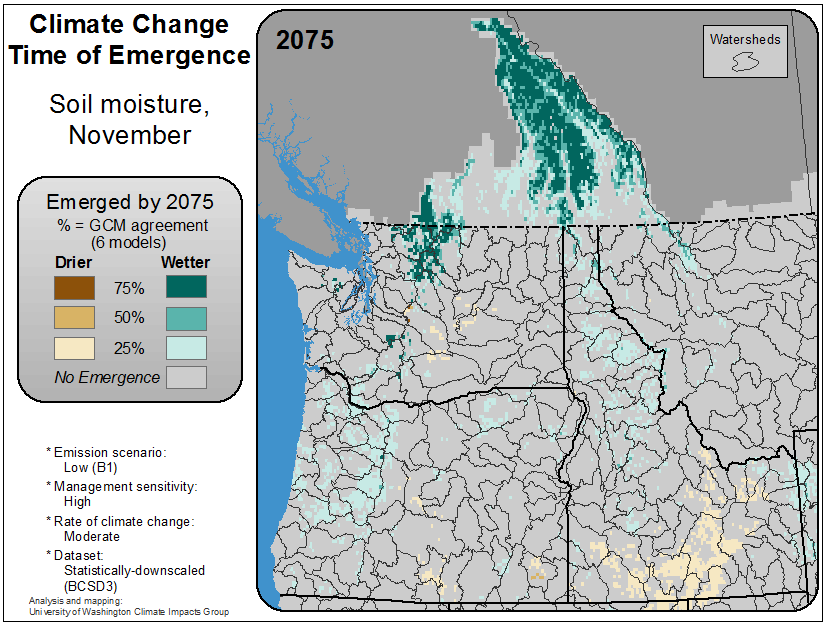 Climate Change
Time of Emergence
Soil moisture,
November
Emerged by 2075
% = GCM agreement
(6 models)
Drier Wetter
75%
50%
25%
No Emergence
* Emission scenario:
Low (B1)
* Management sensitivity:
High
* Rate of climate change:
Moderate
* Dataset:
Statistically-downscaled
(BCSD3)
Analysis and mapping:
University of Washington Climate Impacts Group
2075
Watersheds